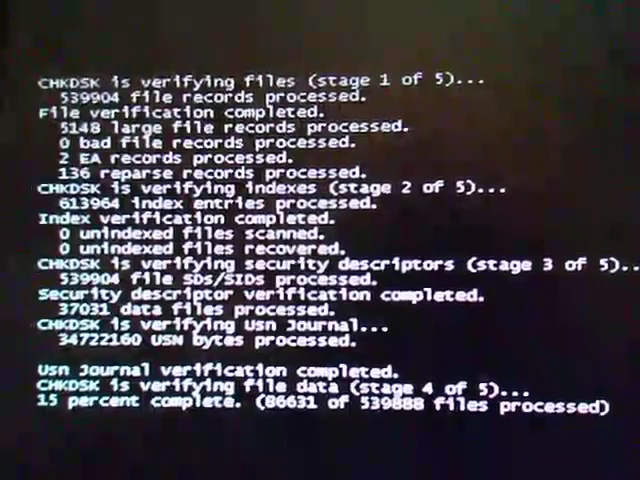 CHKDSK is verifying files (stage 1 of 5)...
539904 file records processed.
File verification completed.
5148 large file records processed.
0 bad file records processed.
2 EA records processed.
136 reparse records processed.
CHKDSK is verifying indexes (stage 2 of 5)...
613964 index entries processed.
Index verification completed.
0 unindexed files scanned.
0 unindexed files recovered.
CHKDSK is verifying security descriptors (stage 3 of 5)...
539904 file SDs/SIDs processed.
Security descriptor verification completed.
37031 data files processed.
CHKDSK is verifying Usn Journal...
34722160 USN bytes processed.
Usn Journal verification completed.
CHKDSK is verifying file data (stage 4 of 5)...
15 percent complete. (86631 of 539888 files processed)